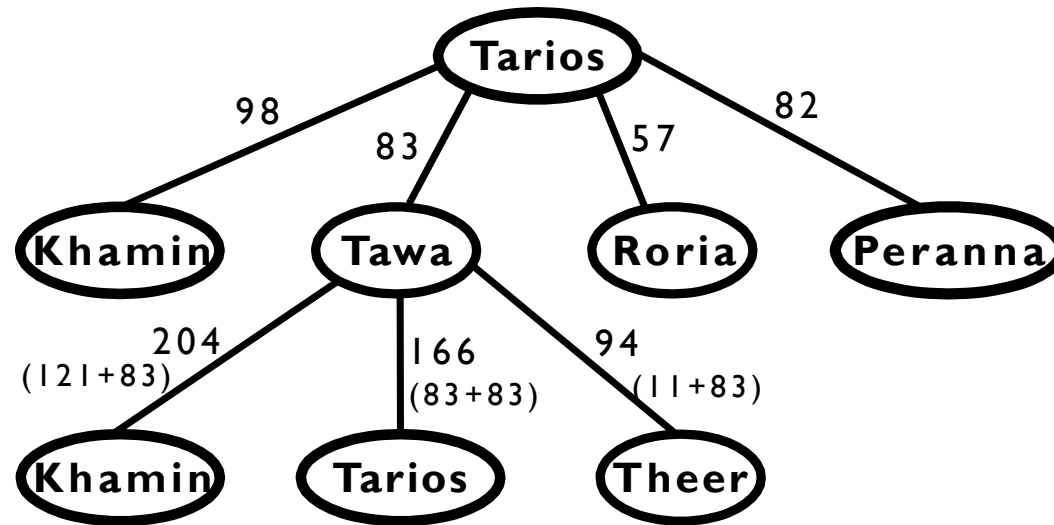 Tarios
98
83
57
82
Khamin
Tawa
Roria
Peranna
204
(121+83)
166
(83+83)
94
(11+83)
Khamin
Tarios
Theer